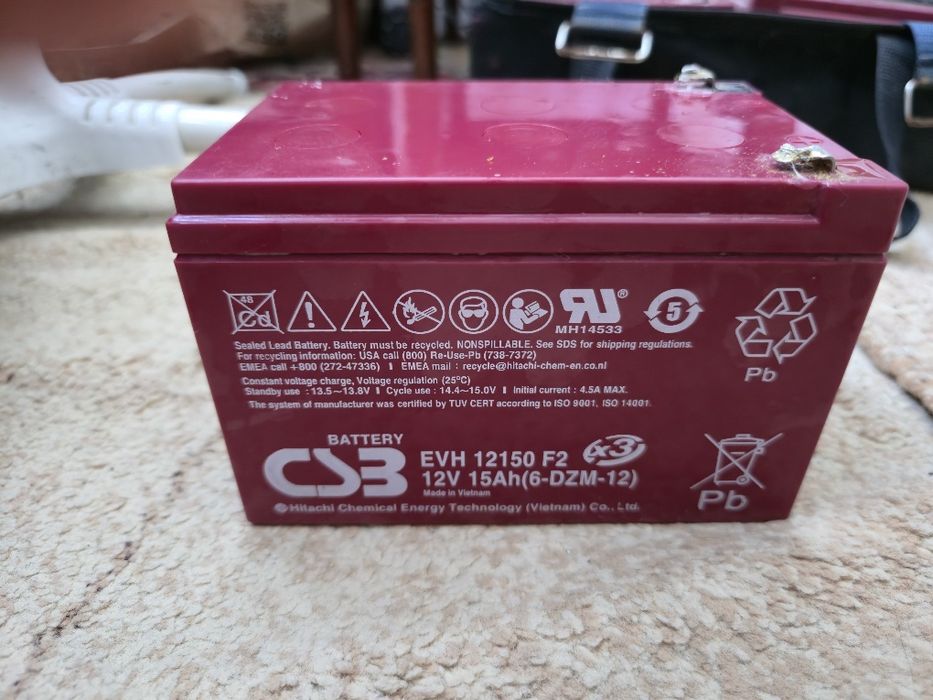 48
Cd
RU®
MH14533
5
Pb
Sealed Lead Battery. Battery must be recycled. NONSPILLABLE. See SDS for shipping regulations.
For recycling information: USA call (800) Re-Use-Pb (738-7372)
EMEA call +800 (272-47336) I EMEA mail : recycle@hitachi-chem-en.co.nl
Constant voltage charge, Voltage regulation (25°C)
Standby use : 13.5~13.8V I Cycle use : 14.4~15.0V I Initial current : 4.5A MAX.
The system of manufacturer was certified by TUV CERT according to ISO 9001, ISO 14001.
BATTERY
CSB
EVH 12150 F2
x3
12V 15Ah(6-DZM-12)
Made in Vietnam
Hitachi Chemical Energy Technology (Vietnam) Co., Ltd.
Pb